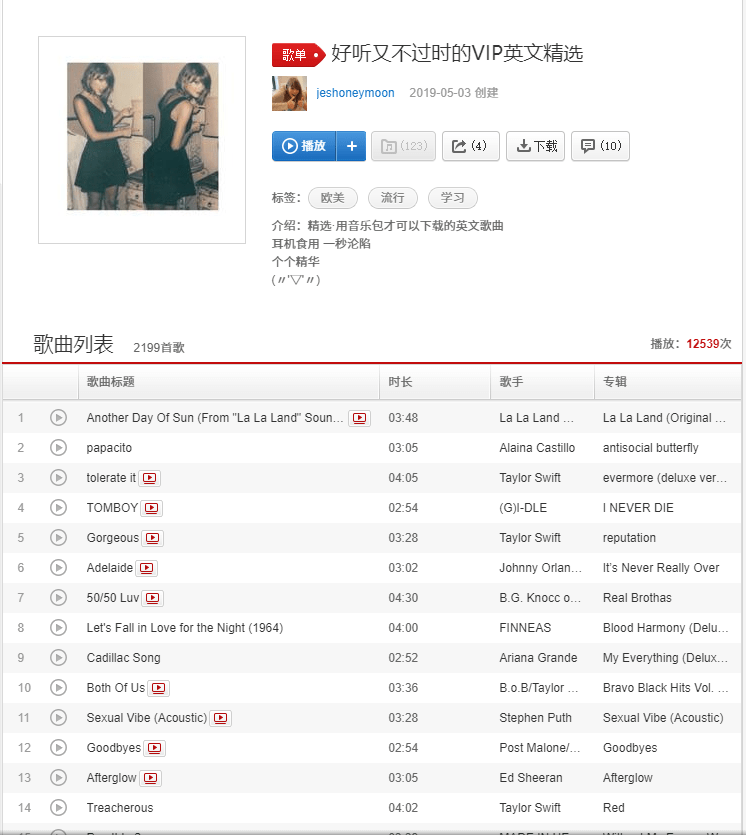 歌单 好听又不过时的VIP英文精选
jeshoneymoon 2019-05-03 创建
播放 + (123) (4) 下载 (10)
标签： 欧美 流行 学习
介绍：精选·用音乐包才可以下载的英文歌曲
耳机食用 一秒沦陷
个个精华
(〃'▽'〃)
歌曲列表 2199首歌 播放：12539次
歌曲标题 时长 歌手 专辑
1 Another Day Of Sun (From "La La Land" Soun... 03:48 La La Land ... La La Land (Original ...
2 papacito 03:05 Alaina Castillo antisocial butterfly
3 tolerate it 04:05 Taylor Swift evermore (deluxe ver...
4 TOMBOY 02:54 (G)I-DLE I NEVER DIE
5 Gorgeous 03:28 Taylor Swift reputation
6 Adelaide 03:02 Johnny Orlan... It's Never Really Over
7 50/50 Luv 04:30 B.G. Knocc o... Real Brothas
8 Let's Fall in Love for the Night (1964) 04:00 FINNEAS Blood Harmony (Delu...
9 Cadillac Song 02:52 Ariana Grande My Everything (Delux...
10 Both Of Us 03:36 B.o.B/Taylor ... Bravo Black Hits Vol. ...
11 Sexual Vibe (Acoustic) 03:28 Stephen Puth Sexual Vibe (Acoustic)
12 Goodbyes 02:54 Post Malone/... Goodbyes
13 Afterglow 03:05 Ed Sheeran Afterglow
14 Treacherous 04:02 Taylor Swift Red